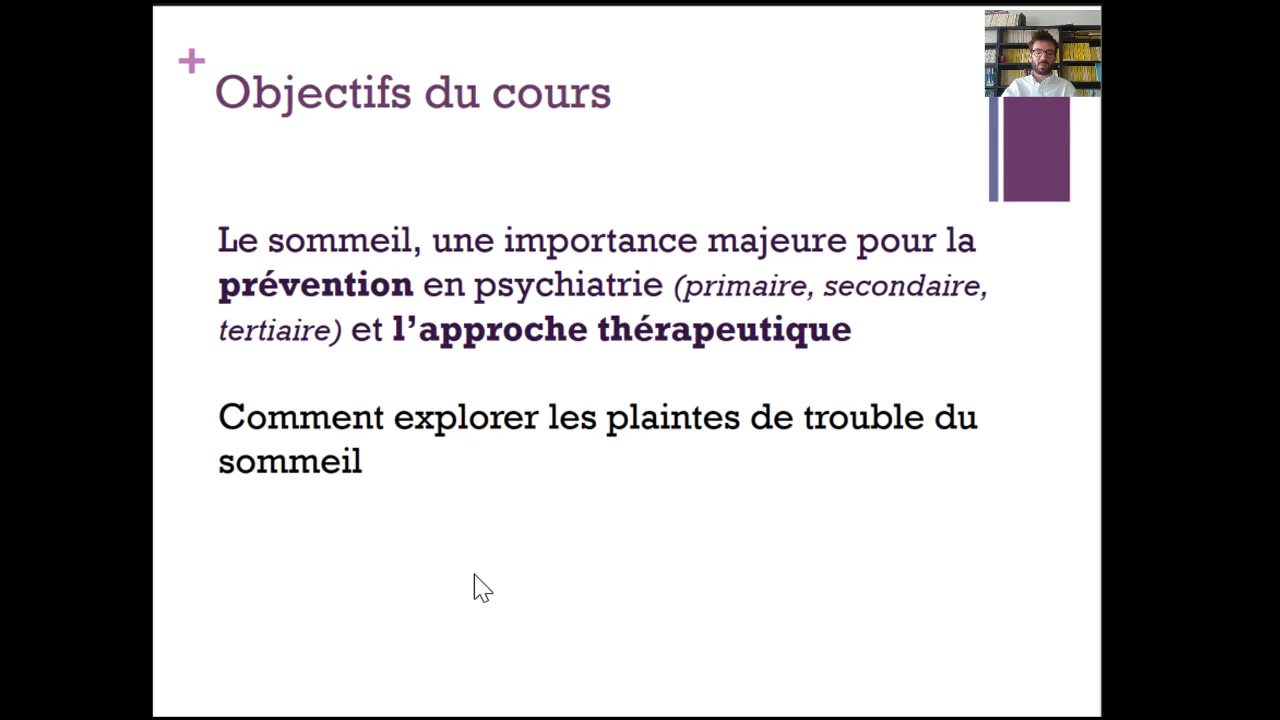 +
Objectifs du cours
Le sommeil, une importance majeure pour la
prévention en psychiatrie (primaire, secondaire,
tertiaire) et l’approche thérapeutique
Comment explorer les plaintes de trouble du
sommeil